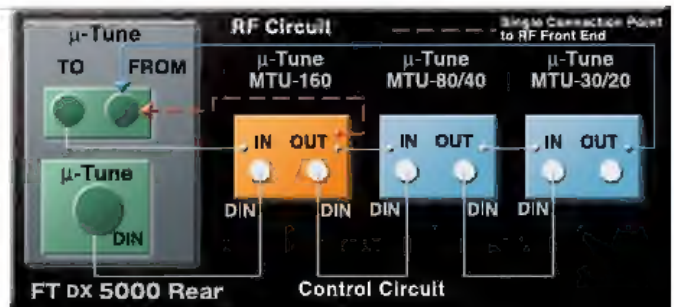 μ-Tune
TO FROM
μ-Tune
DIN
FT DX 5000 Rear
RF Circuit
Single Connection Point
to RF Front End
μ-Tune
MTU-160
μ-Tune
MTU-80/40
μ-Tune
MTU-30/20
IN OUT
IN OUT
IN OUT
DIN DIN DIN DIN DIN
Control Circuit